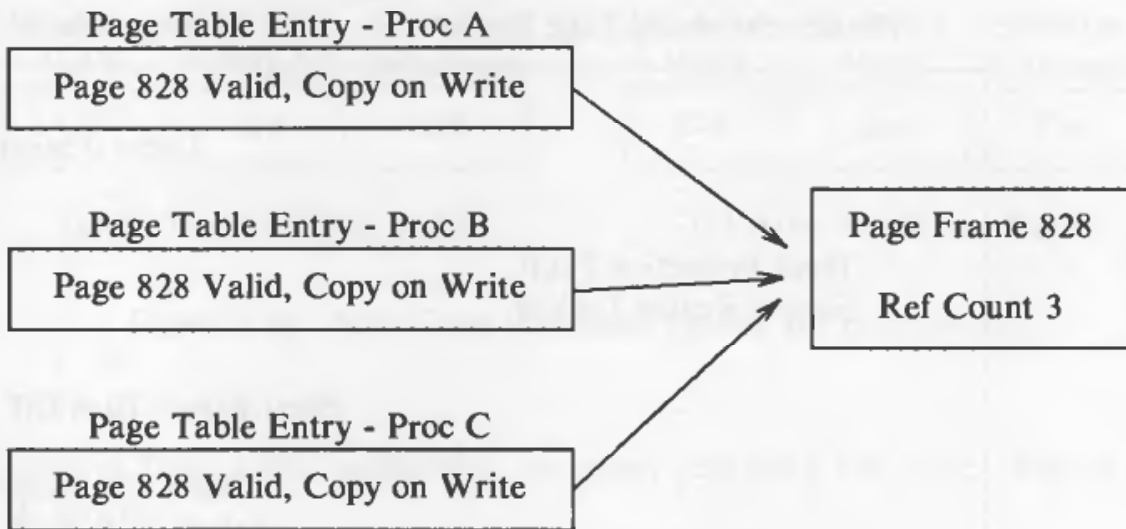 Page Table Entry - Proc A
Page 828 Valid, Copy on Write
Page Table Entry - Proc B
Page 828 Valid, Copy on Write
Page Frame 828
Ref Count 3
Page Table Entry - Proc C
Page 828 Valid, Copy on Write